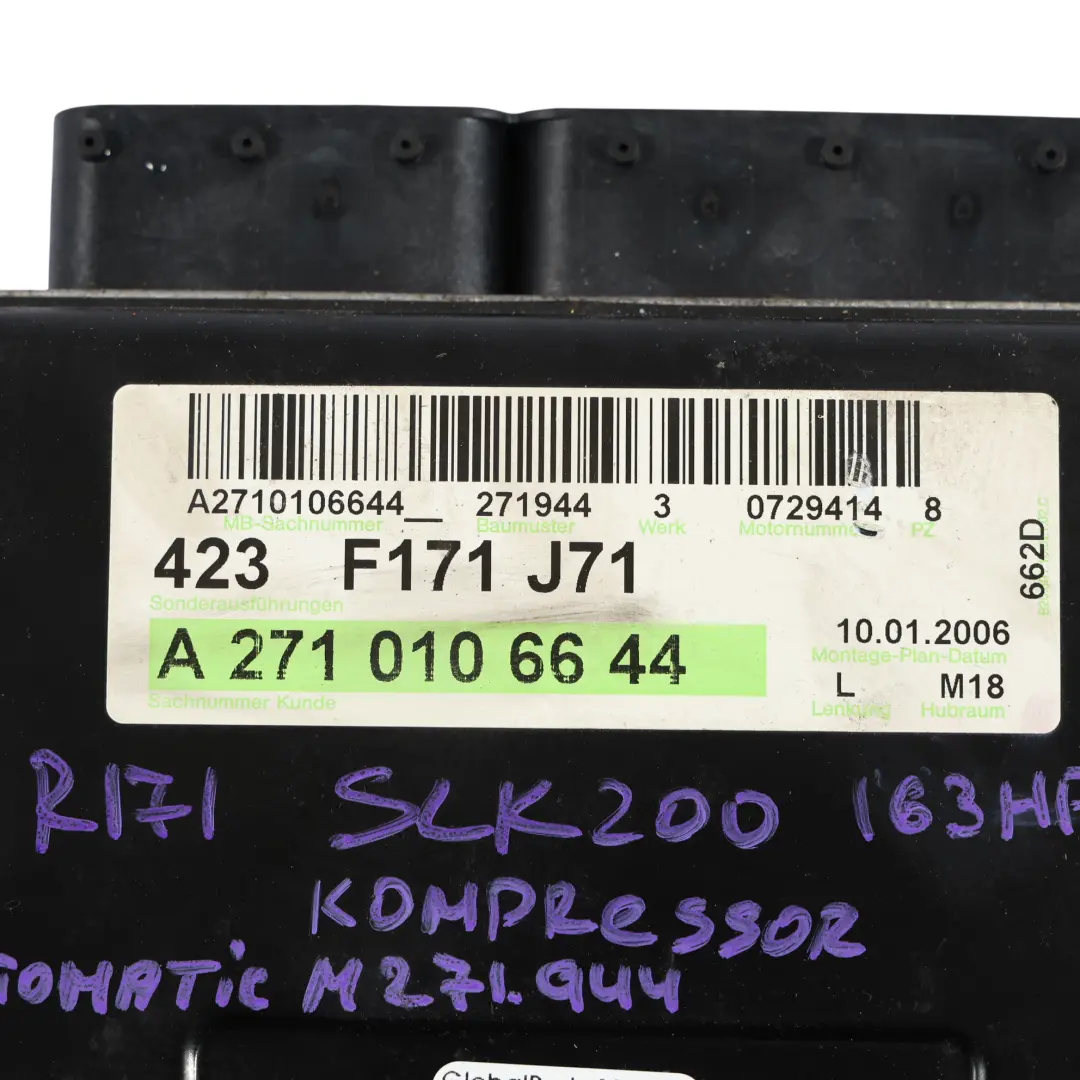 A2710106644__ 271944 3 0729414 8
MB-Sachnummer Baumuster Werk Motornummer PZ
423 F171 J71
Sonderausführungen
A 271 010 66 44
Sachnummer Kunde
10.01.2006
Montage-Plan-Datum
L M18
Lenkung Hubraum
662D
R171 SLK200 163HP
KOMPRESSOR
TOMATIC M271.944